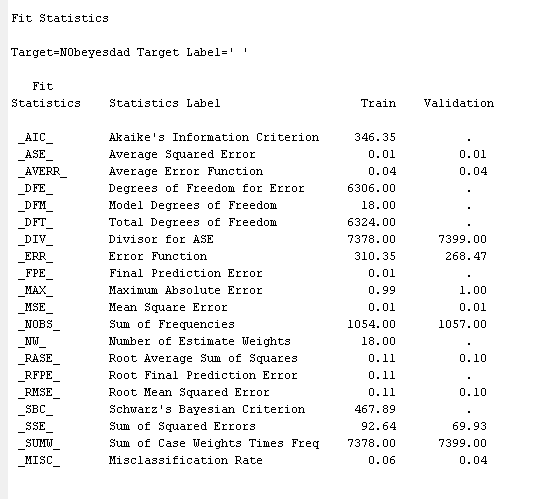 Fit Statistics
Target=NObeyesdad Target Label=' '
Fit
Statistics Statistics Label Train Validation
_AIC_ Akaike's Information Criterion 346.35 .
_ASE_ Average Squared Error 0.01 0.01
_AVERR_ Average Error Function 0.04 0.04
_DFE_ Degrees of Freedom for Error 6306.00 .
_DFM_ Model Degrees of Freedom 18.00 .
_DFT_ Total Degrees of Freedom 6324.00 .
_DIV_ Divisor for ASE 7378.00 7399.00
_ERR_ Error Function 310.35 268.47
_FPE_ Final Prediction Error 0.01 .
_MAX_ Maximum Absolute Error 0.99 1.00
_MSE_ Mean Square Error 0.01 0.01
_NOBS_ Sum of Frequencies 1054.00 1057.00
_NW_ Number of Estimate Weights 18.00 .
_RASE_ Root Average Sum of Squares 0.11 0.10
_RFPE_ Root Final Prediction Error 0.11 .
_RMSE_ Root Mean Squared Error 0.11 0.10
_SBC_ Schwarz's Bayesian Criterion 467.89 .
_SSE_ Sum of Squared Errors 92.64 69.93
_SUMW_ Sum of Case Weights Times Freq 7378.00 7399.00
_MISC_ Misclassification Rate 0.06 0.04